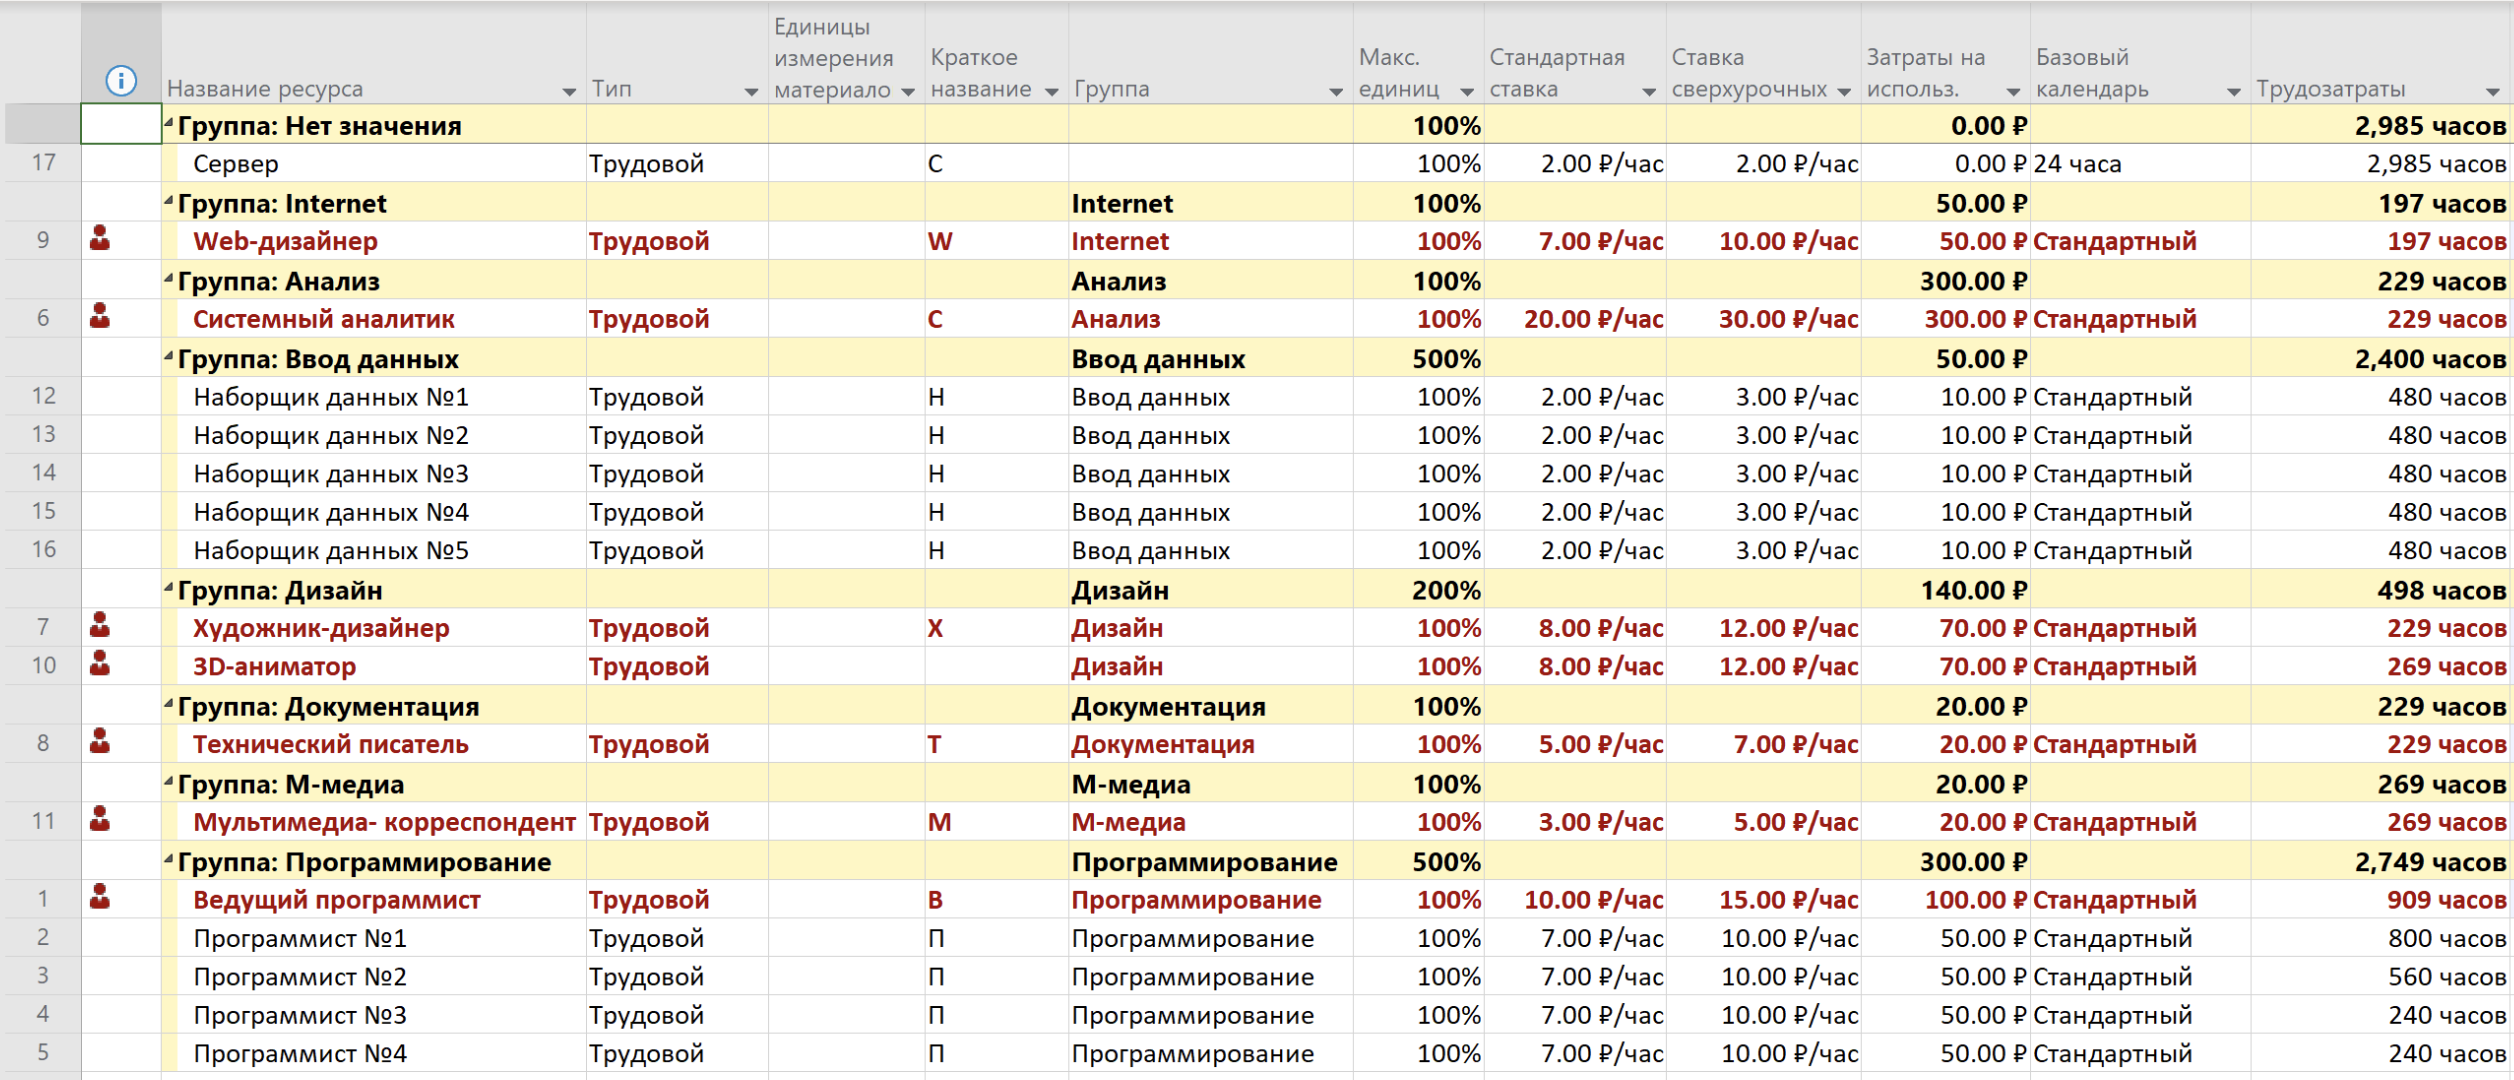 Название ресурса Тип Единицы измерения материало Краткое название Группа Макс. единиц Стандартная ставка Ставка сверхурочных Затраты на использ. Базовый календарь Трудозатраты
Группа: Нет значения 100% 0.00 ₽ 2,985 часов
17 Сервер Трудовой С 100% 2.00 ₽/час 2.00 ₽/час 0.00 ₽ 24 часа 2,985 часов
Группа: Internet Internet 100% 50.00 ₽ 197 часов
9 Web-дизайнер Трудовой W Internet 100% 7.00 ₽/час 10.00 ₽/час 50.00 ₽ Стандартный 197 часов
Группа: Анализ Анализ 100% 300.00 ₽ 229 часов
6 Системный аналитик Трудовой С Анализ 100% 20.00 ₽/час 30.00 ₽/час 300.00 ₽ Стандартный 229 часов
Группа: Ввод данных Ввод данных 500% 50.00 ₽ 2,400 часов
12 Наборщик данных №1 Трудовой Н Ввод данных 100% 2.00 ₽/час 3.00 ₽/час 10.00 ₽ Стандартный 480 часов
13 Наборщик данных №2 Трудовой Н Ввод данных 100% 2.00 ₽/час 3.00 ₽/час 10.00 ₽ Стандартный 480 часов
14 Наборщик данных №3 Трудовой Н Ввод данных 100% 2.00 ₽/час 3.00 ₽/час 10.00 ₽ Стандартный 480 часов
15 Наборщик данных №4 Трудовой Н Ввод данных 100% 2.00 ₽/час 3.00 ₽/час 10.00 ₽ Стандартный 480 часов
16 Наборщик данных №5 Трудовой Н Ввод данных 100% 2.00 ₽/час 3.00 ₽/час 10.00 ₽ Стандартный 480 часов
Группа: Дизайн Дизайн 200% 140.00 ₽ 498 часов
7 Художник-дизайнер Трудовой Х Дизайн 100% 8.00 ₽/час 12.00 ₽/час 70.00 ₽ Стандартный 229 часов
10 3D-аниматор Трудовой Дизайн 100% 8.00 ₽/час 12.00 ₽/час 70.00 ₽ Стандартный 269 часов
Группа: Документация Документация 100% 20.00 ₽ 229 часов
8 Технический писатель Трудовой Т Документация 100% 5.00 ₽/час 7.00 ₽/час 20.00 ₽ Стандартный 229 часов
Группа: М-медиа М-медиа 100% 20.00 ₽ 269 часов
11 Мультимедиа- корреспондент Трудовой М М-медиа 100% 3.00 ₽/час 5.00 ₽/час 20.00 ₽ Стандартный 269 часов
Группа: Программирование Программирование 500% 300.00 ₽ 2,749 часов
1 Ведущий программист Трудовой В Программирование 100% 10.00 ₽/час 15.00 ₽/час 100.00 ₽ Стандартный 909 часов
2 Программист №1 Трудовой П Программирование 100% 7.00 ₽/час 10.00 ₽/час 50.00 ₽ Стандартный 800 часов
3 Программист №2 Трудовой П Программирование 100% 7.00 ₽/час 10.00 ₽/час 50.00 ₽ Стандартный 560 часов
4 Программист №3 Трудовой П Программирование 100% 7.00 ₽/час 10.00 ₽/час 50.00 ₽ Стандартный 240 часов
5 Программист №4 Трудовой П Программирование 100% 7.00 ₽/час 10.00 ₽/час 50.00 ₽ Стандартный 240 часов